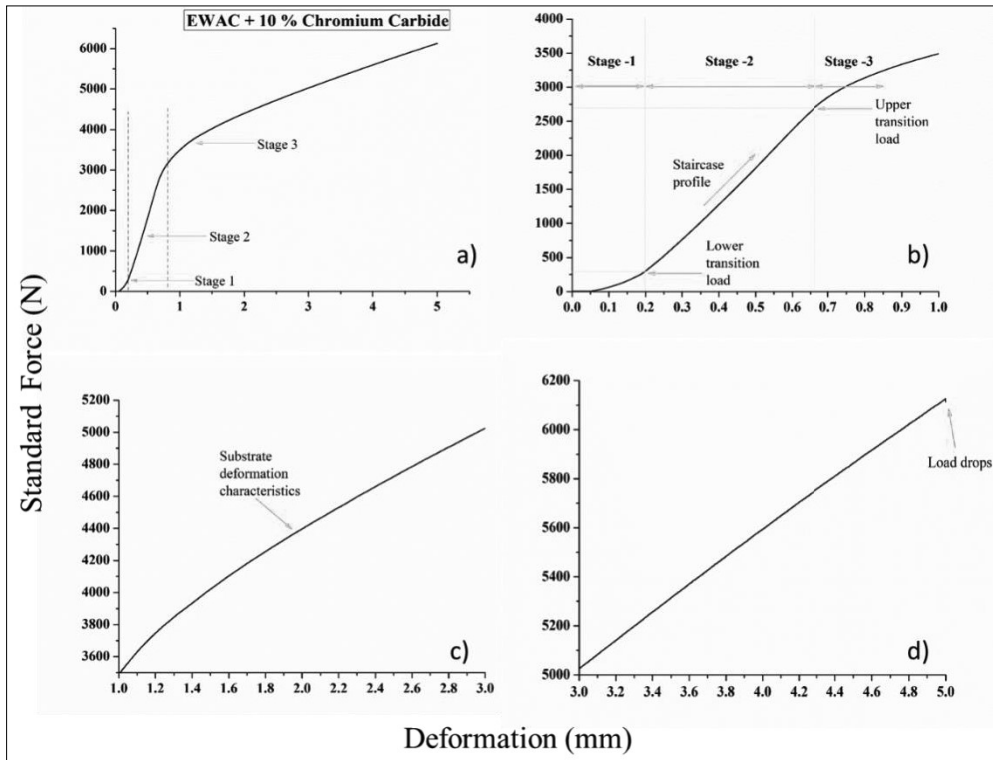 EWAC + 10 % Chromium Carbide
6000
5000
4000
3000
2000
1000
0
Stage 3
Stage 2
Stage 1
a)
0 1 2 3 4 5
4000
3500
3000
2500
2000
1500
1000
500
0
Stage -1 Stage -2 Stage -3
Upper
transition
load
Staircase
profile
Lower
transition
load
b)
0.0 0.1 0.2 0.3 0.4 0.5 0.6 0.7 0.8 0.9 1.0
Standard Force (N)
5200
5000
4800
4600
4400
4200
4000
3800
3600
Substrate
deformation
characteristics
c)
1.0 1.2 1.4 1.6 1.8 2.0 2.2 2.4 2.6 2.8 3.0
6200
6000
5800
5600
5400
5200
5000
Load drops
d)
3.0 3.2 3.4 3.6 3.8 4.0 4.2 4.4 4.6 4.8 5.0
Deformation (mm)